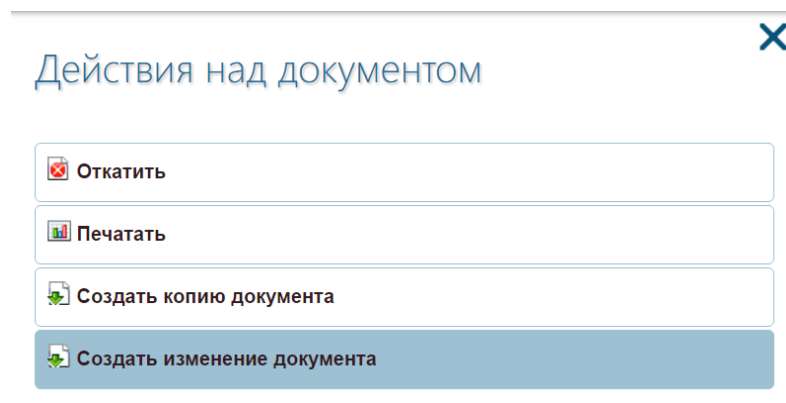 Действия над документом
Откатить
Печатать
Создать копию документа
Создать изменение документа